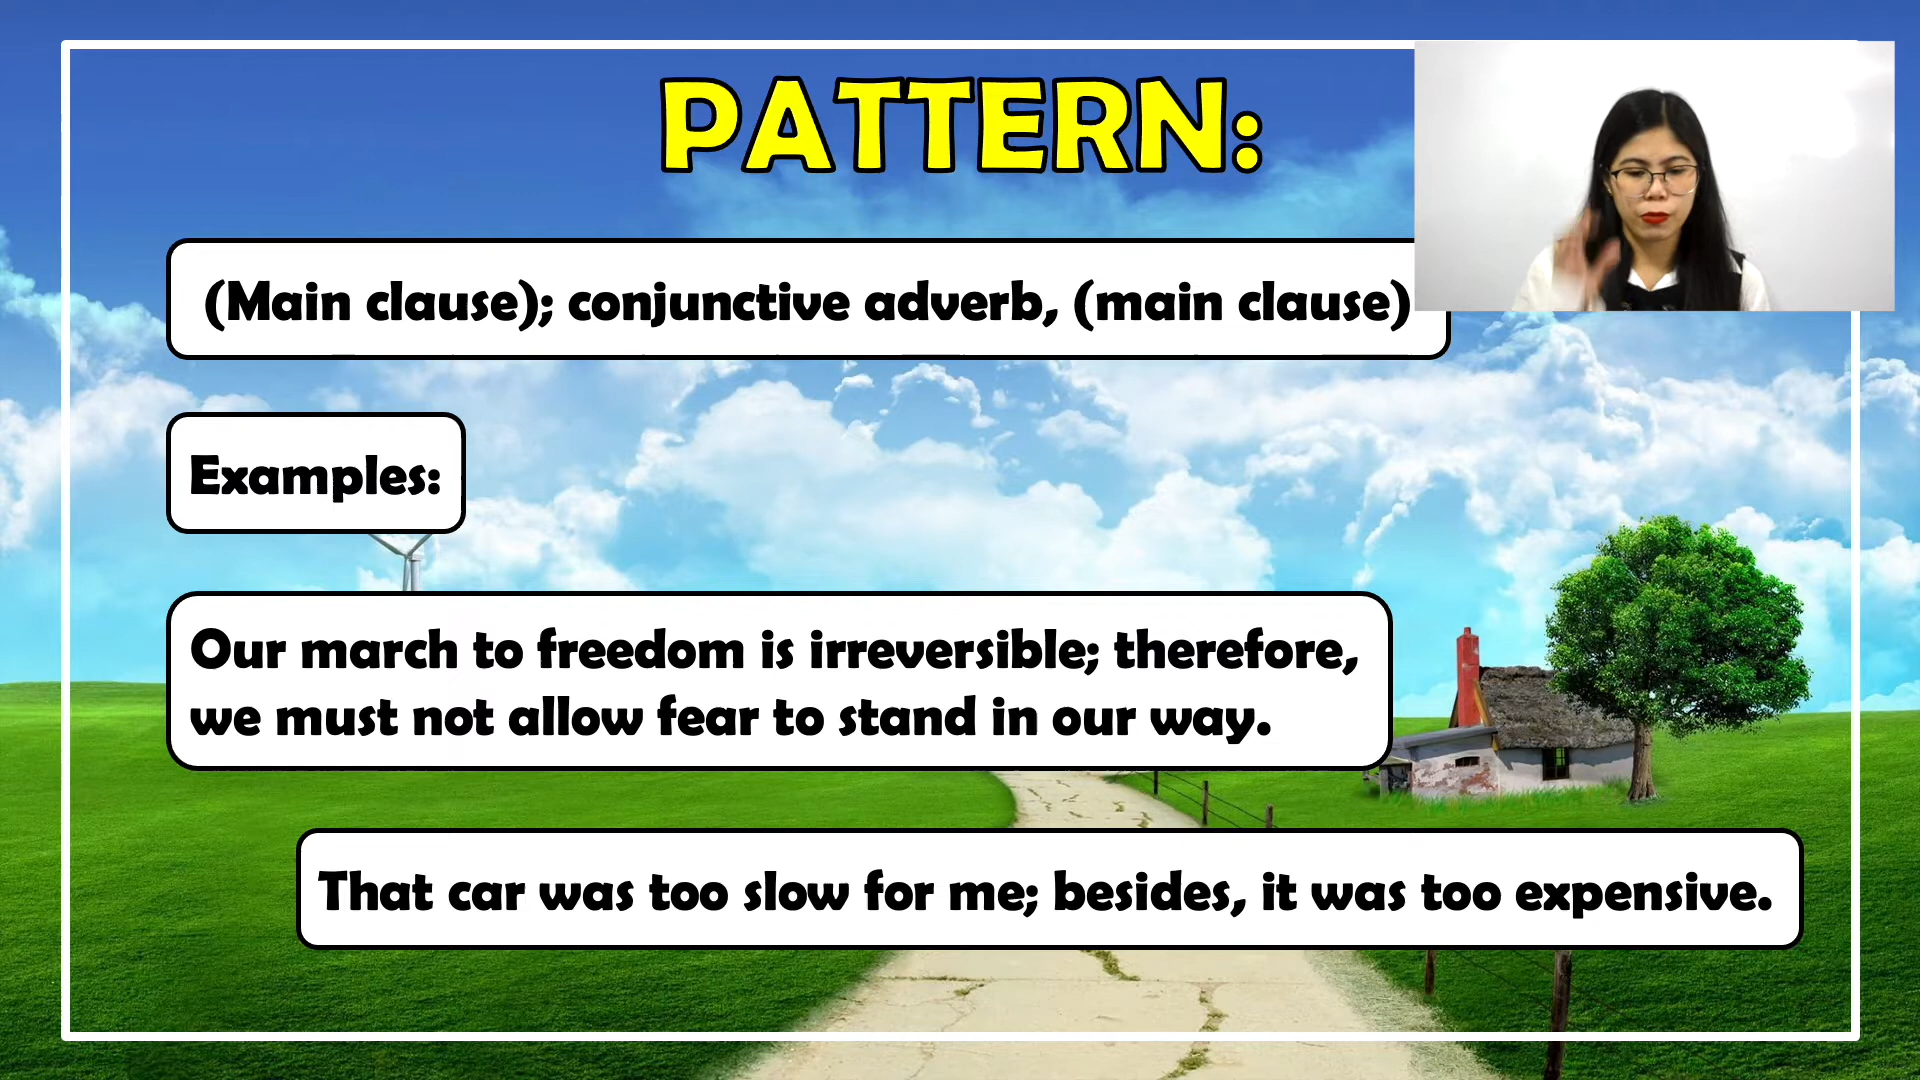 PATTERN:
(Main clause); conjunctive adverb, (main clause)
Examples:
Our march to freedom is irreversible; therefore,
we must not allow fear to stand in our way.
That car was too slow for me; besides, it was too expensive.